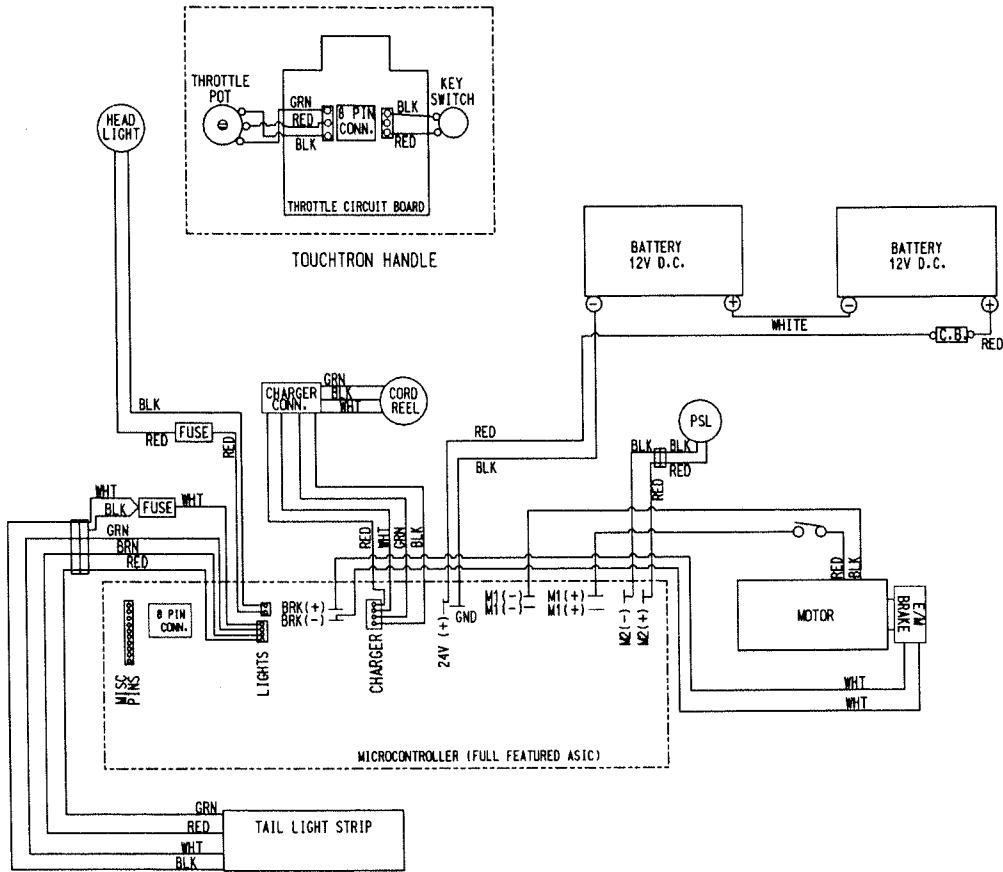 THROTTLE
POT
GRN
RED
BLK
8 PIN
CONN.
BLK
RED
KEY
SWITCH
THROTTLE CIRCUIT BOARD
TOUCHTRON HANDLE
HEAD
LIGHT
BATTERY
12V D.C.
BATTERY
12V D.C.
-
+
-
+
WHITE
C.B.
RED
CHARGER
CONN.
GRN
BLK
WHT
CORD
REEL
BLK
RED
FUSE
RED
RED
BLK
PSL
BLK
BLK
RED
RED
WHT
BLK
FUSE
WHT
GRN
BRN
RED
RED
WHT
GRN
BLK
RED
BLK
MISC
PINS
8 PIN
CONN.
LIGHTS
BRK(+)
BRK(-)
CHARGER
24V (+)
GND
M1(-)
M1(-)
M1(+)
M1(+)
M2(-)
M2(+)
MOTOR
E/M
BRAKE
WHT
WHT
MICROCONTROLLER (FULL FEATURED ASIC)
GRN
RED
WHT
BLK
TAIL LIGHT STRIP